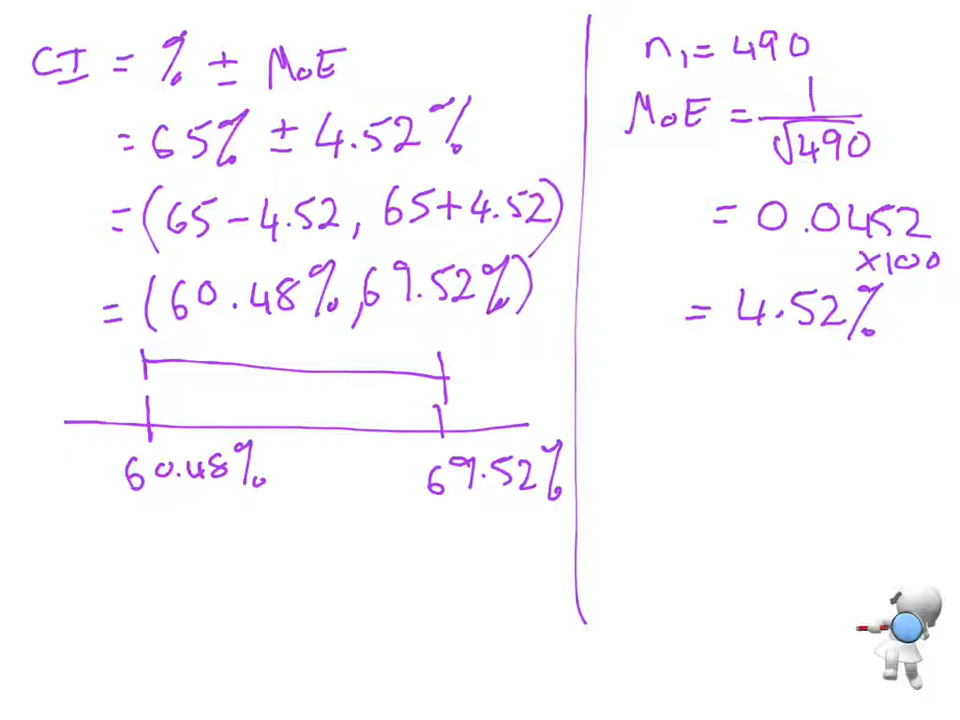 CI = % ± MoE
= 65% ± 4.52%
= (65 − 4.52, 65 + 4.52)
= (60.48%, 69.52%)
60.48% 69.52%
n₁ = 490
MoE = 1/√490
= 0.0452
×100
= 4.52%